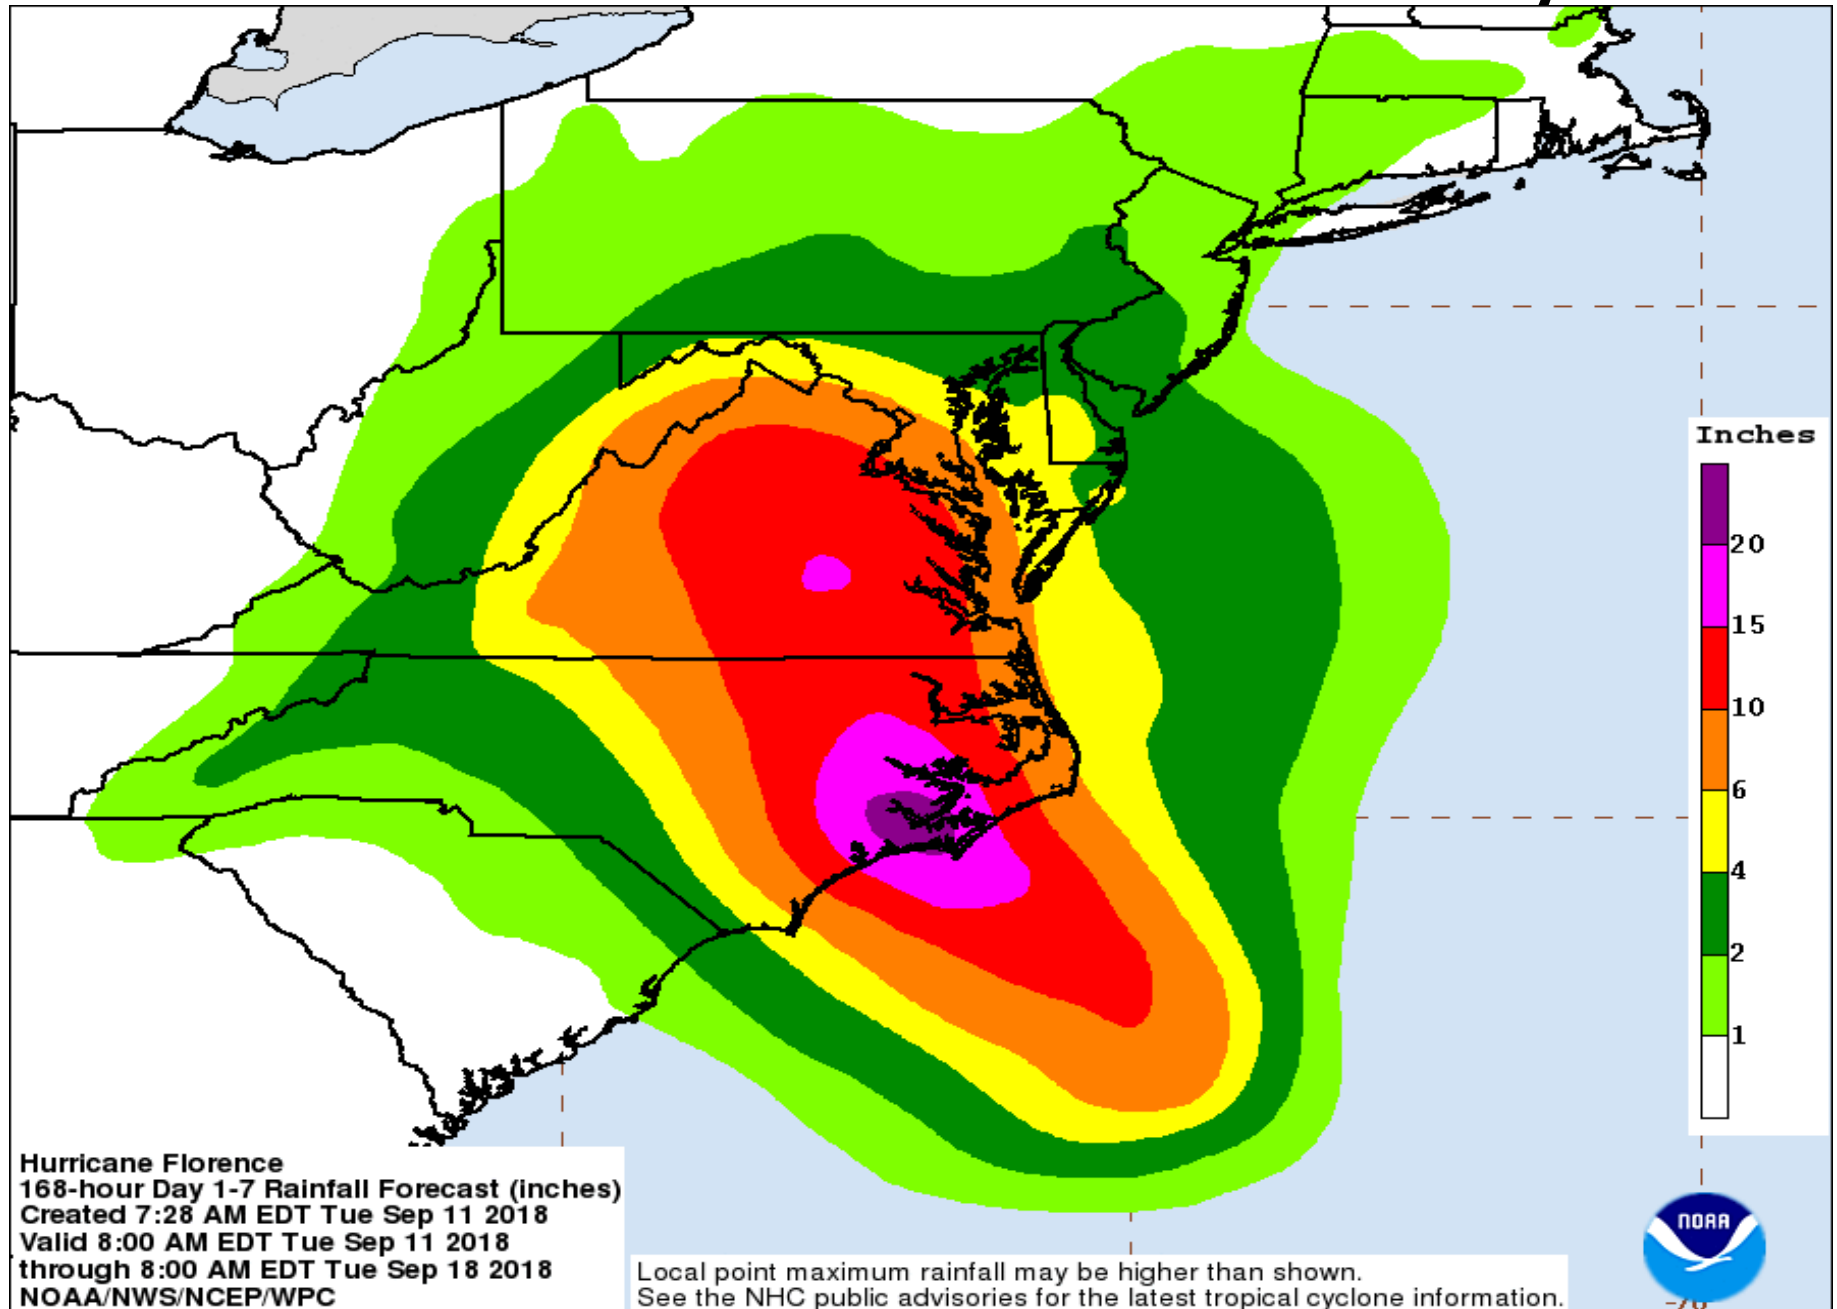 Inches
20
15
10
6
4
2
1
Hurricane Florence
168-hour Day 1-7 Rainfall Forecast (inches)
Created 7:28 AM EDT Tue Sep 11 2018
Valid 8:00 AM EDT Tue Sep 11 2018
through 8:00 AM EDT Tue Sep 18 2018
NOAA/NWS/NCEP/WPC
Local point maximum rainfall may be higher than shown.
See the NHC public advisories for the latest tropical cyclone information.
NOAA